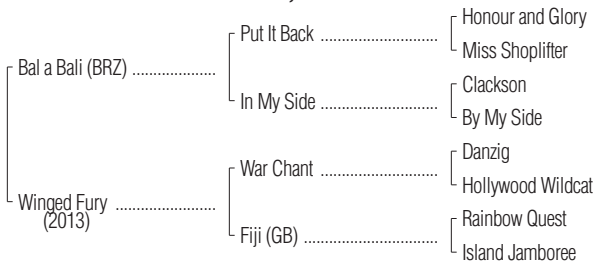 Honour and Glory
Put It Back ........................
Miss Shoplifter
Bal a Bali (BRZ) .................
Clackson
In My Side ...........................
By My Side
Danzig
War Chant ........................
Hollywood Wildcat
Winged Fury ....................
(2013)
Rainbow Quest
Fiji (GB) ...........................
Island Jamboree